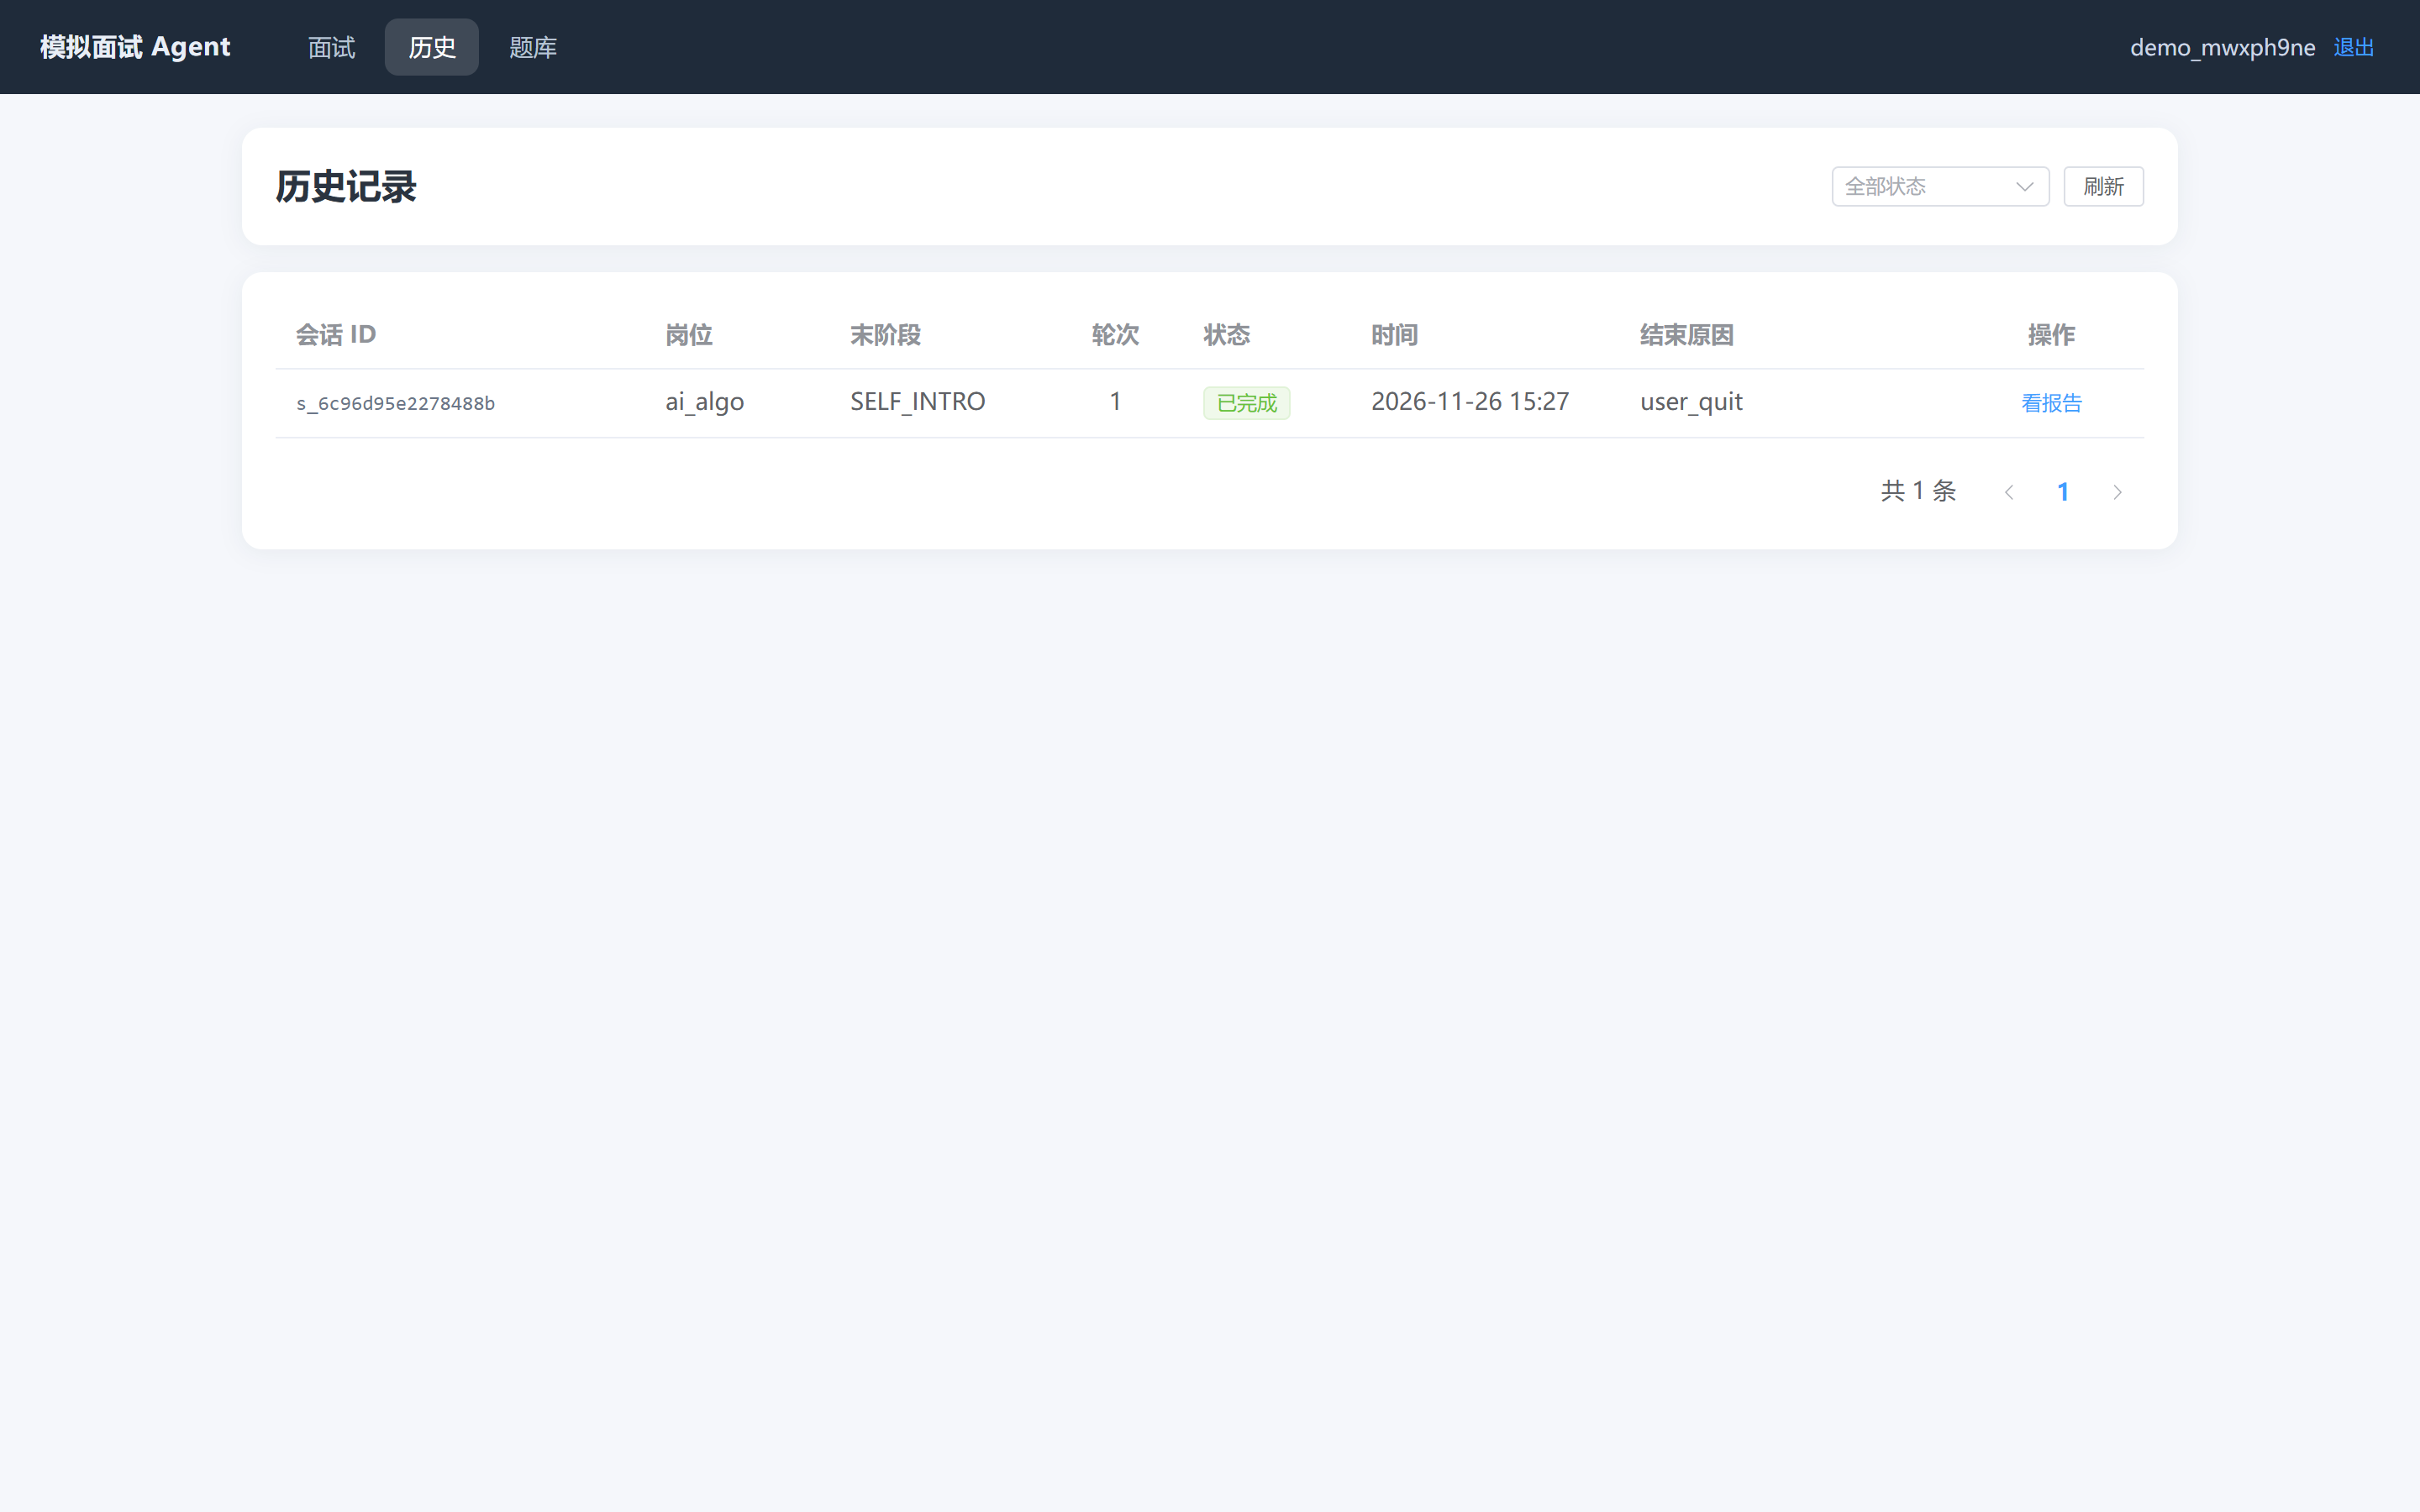 模拟面试 Agent 面试 历史 题库 demo_mwxph9ne 退出
历史记录 全部状态 刷新
会话 ID 岗位 末阶段 轮次 状态 时间 结束原因 操作
s_6c96d95e2278488b ai_algo SELF_INTRO 1 已完成 2026-11-26 15:27 user_quit 看报告
共 1 条 1